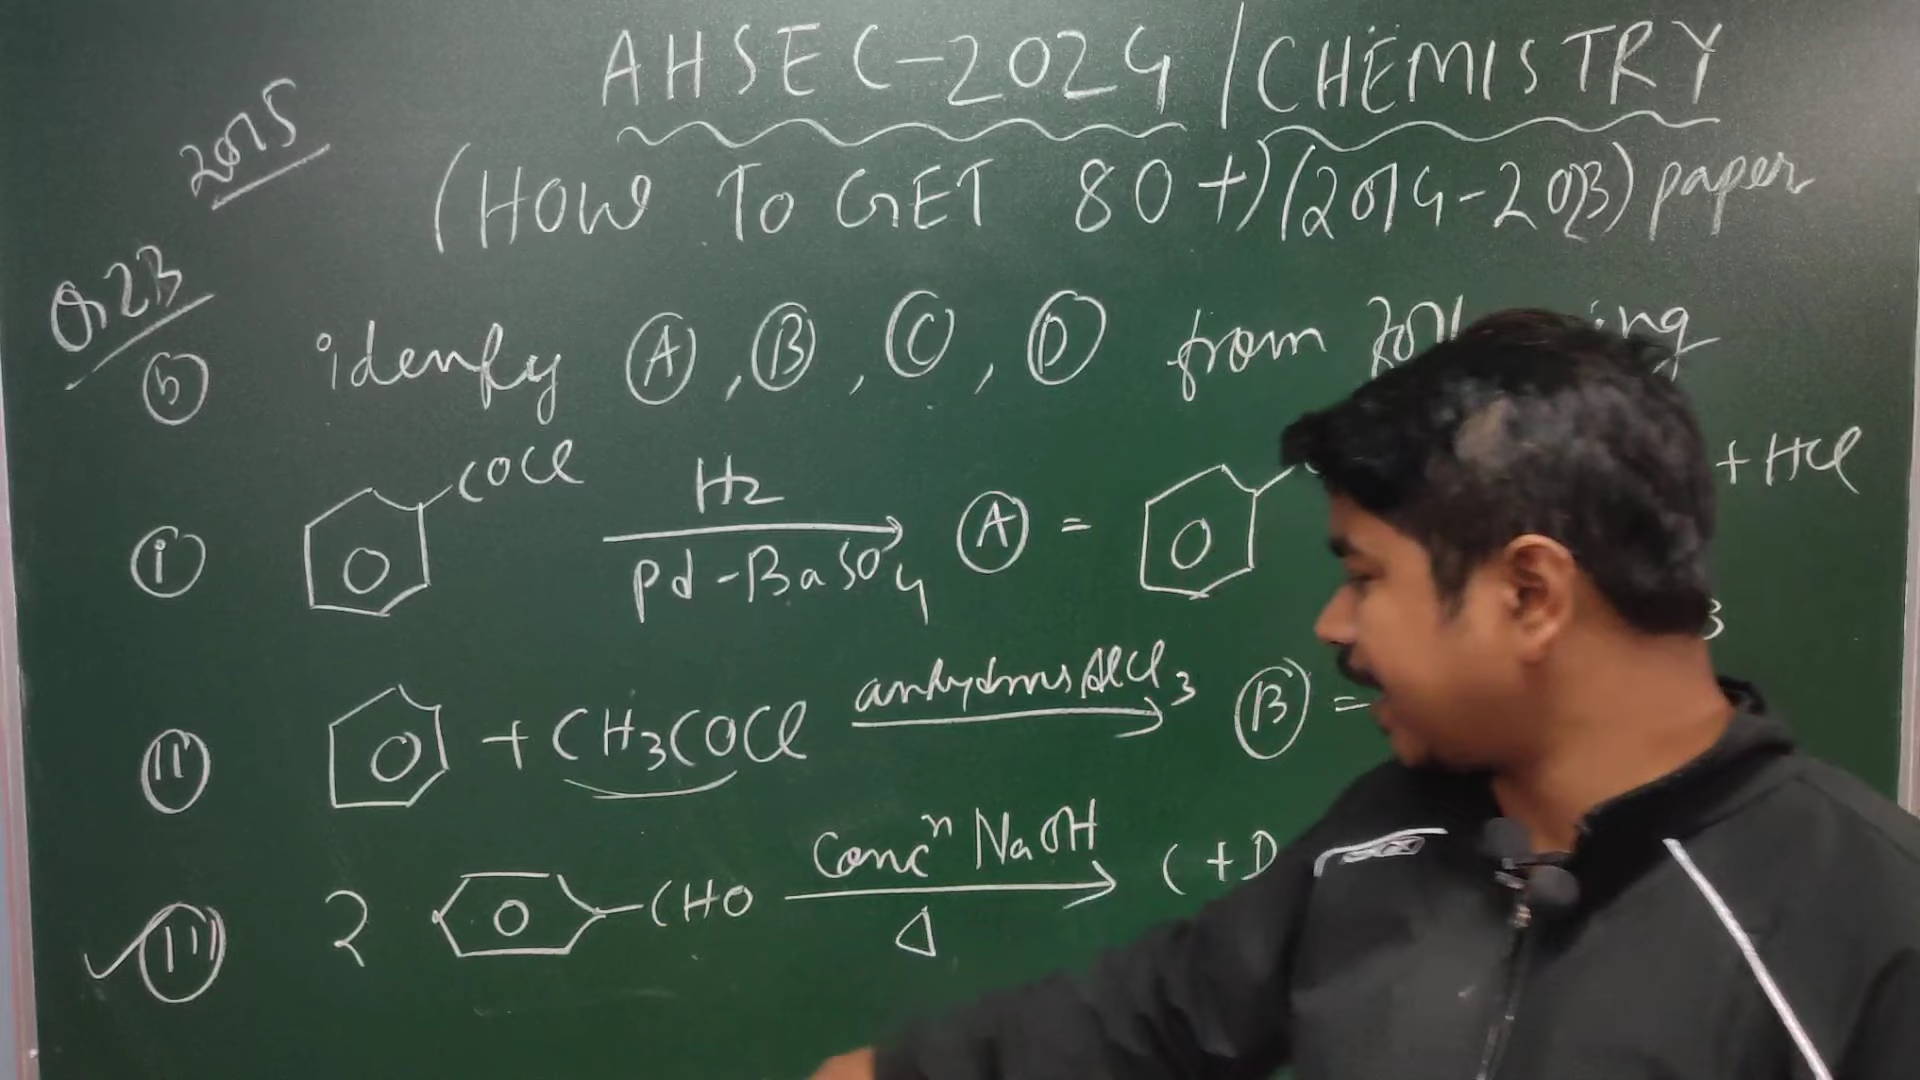 AHSEC-2024/CHEMISTRY
2015
(HOW TO GET 80+)(2014-2023) paper
Q.23
b) idenfy A, B, C, D from
i COCl H2 Pd-BaSO4 A = + HCl
II + CH3COCl anhydrous AlCl3 B = 3
III 2 CHO Concn NaOH Δ C + D